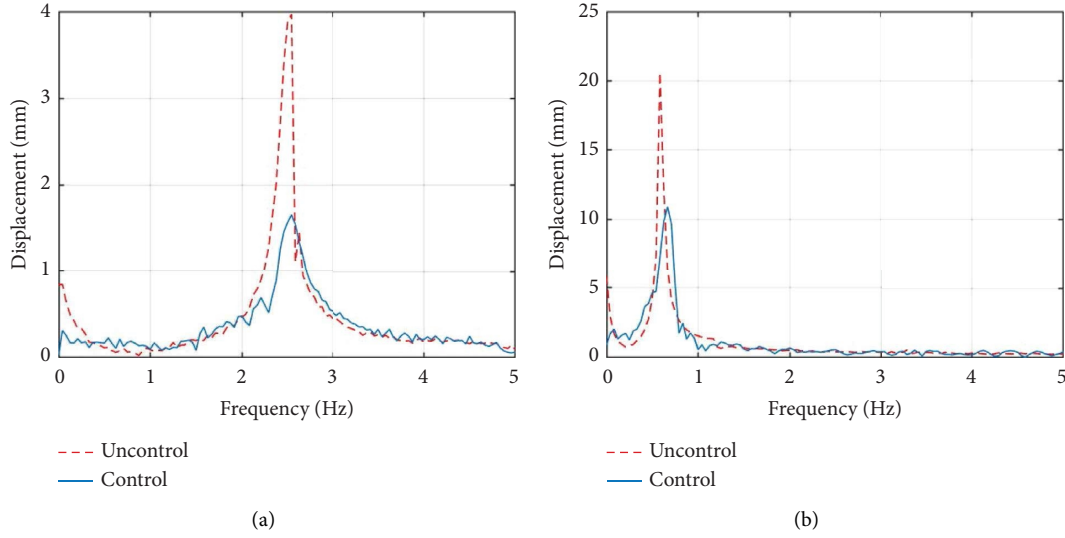 4
3
2
1
0
Displacement (mm)
0 1 2 3 4 5
Frequency (Hz)
Uncontrol
Control
(a)
25
20
15
10
5
0
Displacement (mm)
0 1 2 3 4 5
Frequency (Hz)
Uncontrol
Control
(b)